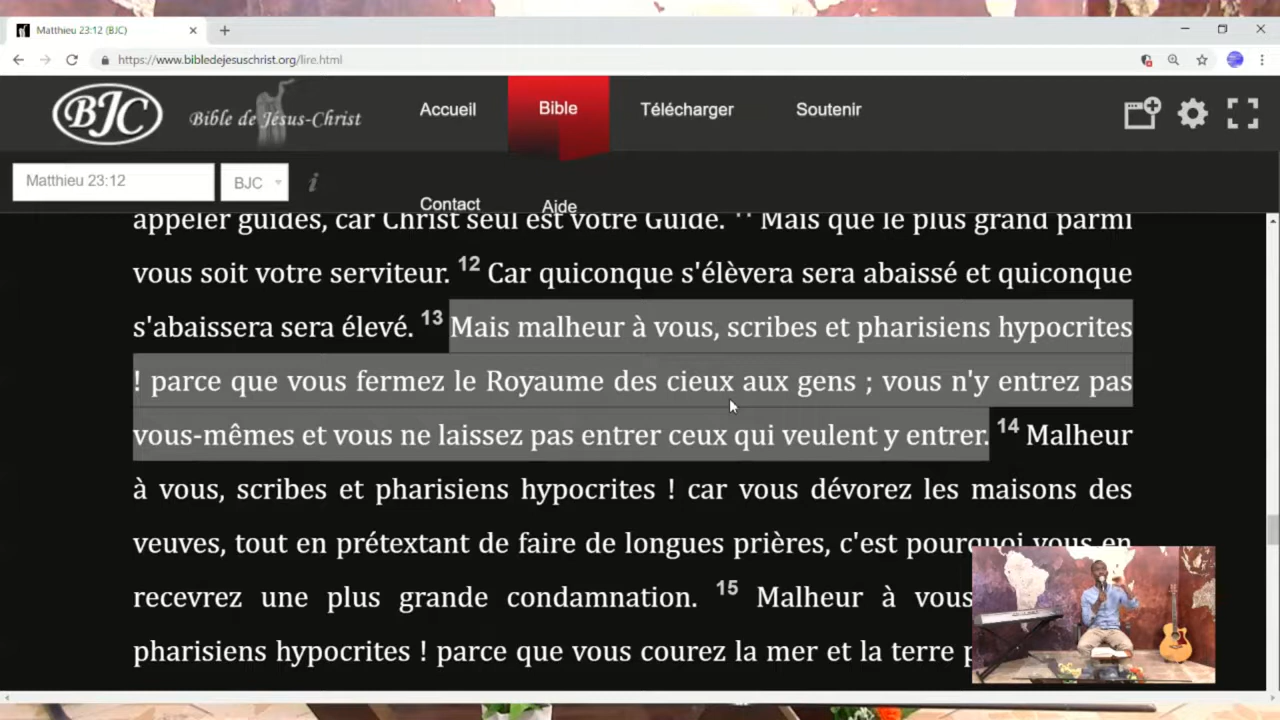 Matthieu 23:12 (BJC)
https://www.bibledejesuschrist.org/lire.html
BJC
Bible de Jésus-Christ
Accueil
Bible
Télécharger
Soutenir
Matthieu 23:12
BJC
i
Contact
Aide
appeler guides, car Christ seul est votre Guide. Mais que le plus grand parmi
vous soit votre serviteur. 12 Car quiconque s'élèvera sera abaissé et quiconque
s'abaissera sera élevé. 13 Mais malheur à vous, scribes et pharisiens hypocrites
! parce que vous fermez le Royaume des cieux aux gens ; vous n'y entrez pas
vous-mêmes et vous ne laissez pas entrer ceux qui veulent y entrer. 14 Malheur
à vous, scribes et pharisiens hypocrites ! car vous dévorez les maisons des
veuves, tout en prétextant de faire de longues prières, c'est pourquoi vous en
recevrez une plus grande condamnation. 15 Malheur à vous
pharisiens hypocrites ! parce que vous courez la mer et la terre